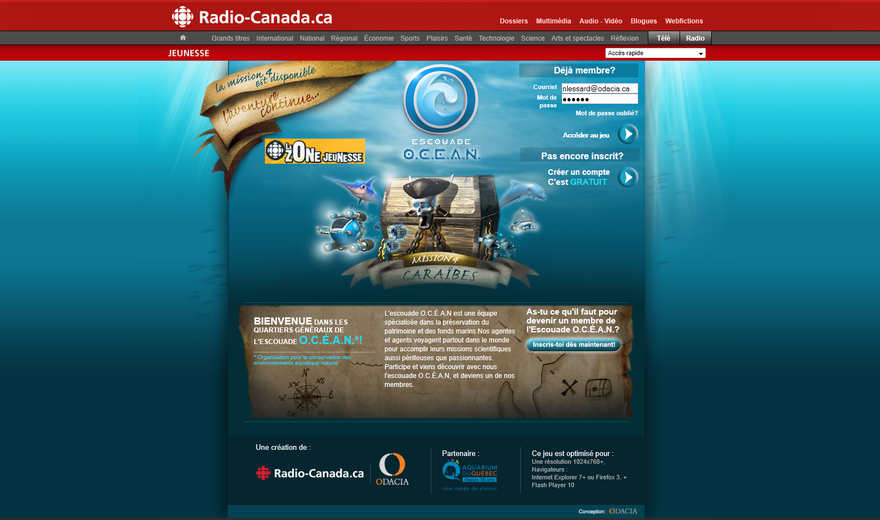 Radio-Canada.ca
Dossiers Multimédia Audio - Vidéo Blogues Webfictions
Grands titres International National Régional Économie Sports Plaisirs Santé Technologie Science Arts et spectacles Réflexion Télé Radio
JEUNESSE
Accès rapide
la mission 4
est disponible
l'aventure
continue...
LA ZONE JEUNESSE
ESCOUADE
O.C.E.A.N.
Déjà membre?
Courriel nlessard@odacia.ca
Mot de
passe
Mot de passe oublié?
Accéder au jeu
Pas encore inscrit?
Créer un compte
C'est GRATUIT
MISSION 4
CARAÏBES
BIENVENUE DANS LES
QUARTIERS GÉNÉRAUX DE
L'ESCOUADE O.C.É.A.N.*!
* Organisation pour la conservation des
environnements aquatique naturel
L'escouade O.C.É.A.N est une équipe
spécialisée dans la préservation du
patrimoine et des fonds marins.Nos agentes
et agents voyagent partout dans le monde
pour accomplir leurs missions scientifiques
aussi périlleuses que passionnantes.
Participe et viens découvrir avec nous
l'escouade O.C.É.A.N, et deviens un de nos
membres.
As-tu ce qu'il faut pour
devenir un membre de
l'Escouade O.C.É.A.N.?
Inscris-toi dès maintenant!
Une création de :
Radio-Canada.ca
ODACIA
Partenaire :
AQUARIUM
DU QUÉBEC
Depuis 50 ans
une marée de plaisirs
Ce jeu est optimisé pour :
Une résolution 1024x768+,
Navigateurs :
Internet Explorer 7+ ou Firefox 3, +
Flash Player 10
Conception: ODACIA